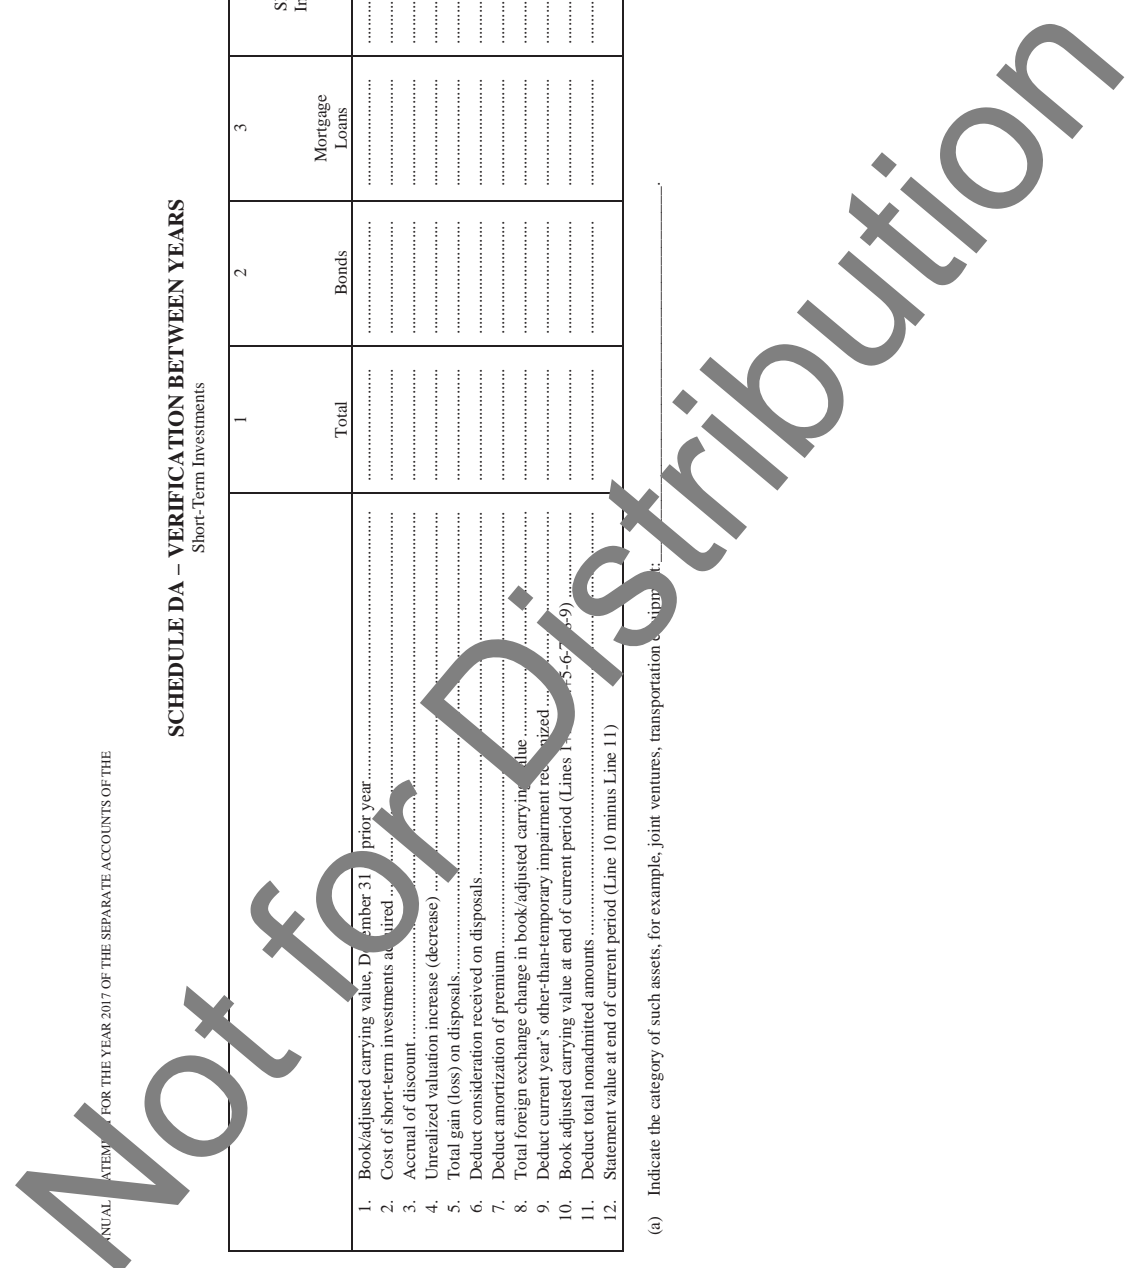 NUAL ATEM FOR THE YEAR 2017 OF THE SEPARATE ACCOUNTS OF THE
SCHEDULE DA – VERIFICATION BETWEEN YEARS
Short-Term Investments
1
Total
2
Bonds
3
Mortgage
Loans
1. Book/adjusted carrying value, December 31 prior year
2. Cost of short-term investments acquired
3. Accrual of discount
4. Unrealized valuation increase (decrease)
5. Total gain (loss) on disposals
6. Deduct consideration received on disposals
7. Deduct amortization of premium
8. Total foreign exchange change in book/adjusted carrying value
9. Deduct current year’s other-than-temporary impairment recognized
10. Book adjusted carrying value at end of current period (Lines 1+ +5-6-7 -9)
11. Deduct total nonadmitted amounts
12. Statement value at end of current period (Line 10 minus Line 11)
(a) Indicate the category of such assets, for example, joint ventures, transportation equipment: .
Not for Distribution